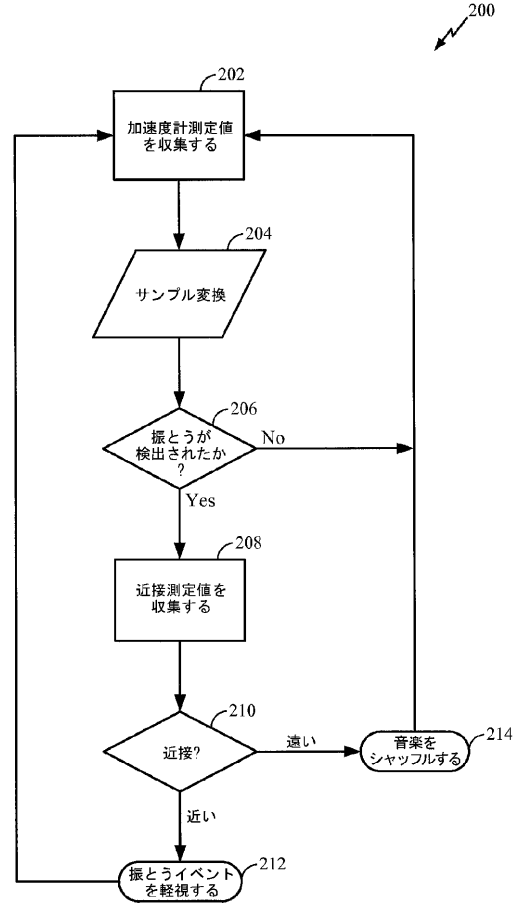 200
202
加速度計測定値
を収集する
204
サンプル変換
206
振とうが
検出されたか
?
No
Yes
208
近接測定値を
収集する
210
近接?
遠い
音楽を
シャッフルする
214
近い
212
振とうイベント
を軽視する